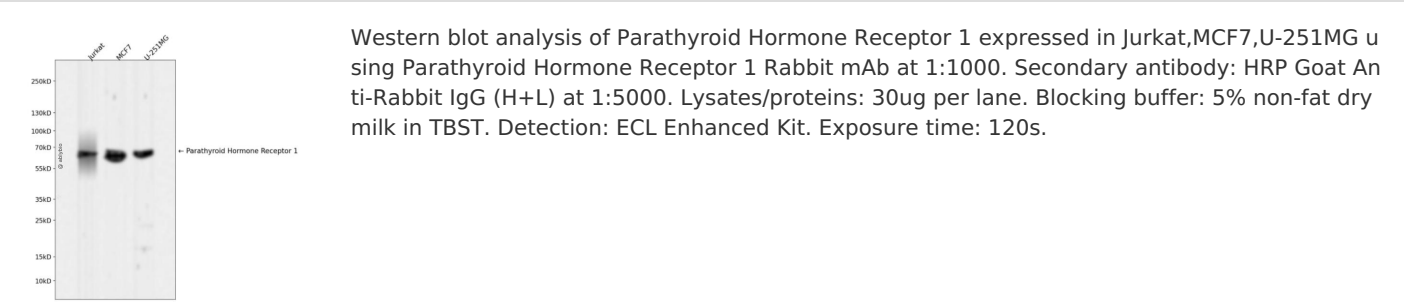 Jurkat
MCF7
U-251MG
250kD
130kD
100kD
70kD
55kD
35kD
25kD
15kD
10kD
© abiybio
← Parathyroid Hormone Receptor 1
Western blot analysis of Parathyroid Hormone Receptor 1 expressed in Jurkat,MCF7,U-251MG u
sing Parathyroid Hormone Receptor 1 Rabbit mAb at 1:1000. Secondary antibody: HRP Goat An
ti-Rabbit IgG (H+L) at 1:5000. Lysates/proteins: 30ug per lane. Blocking buffer: 5% non-fat dry
milk in TBST. Detection: ECL Enhanced Kit. Exposure time: 120s.